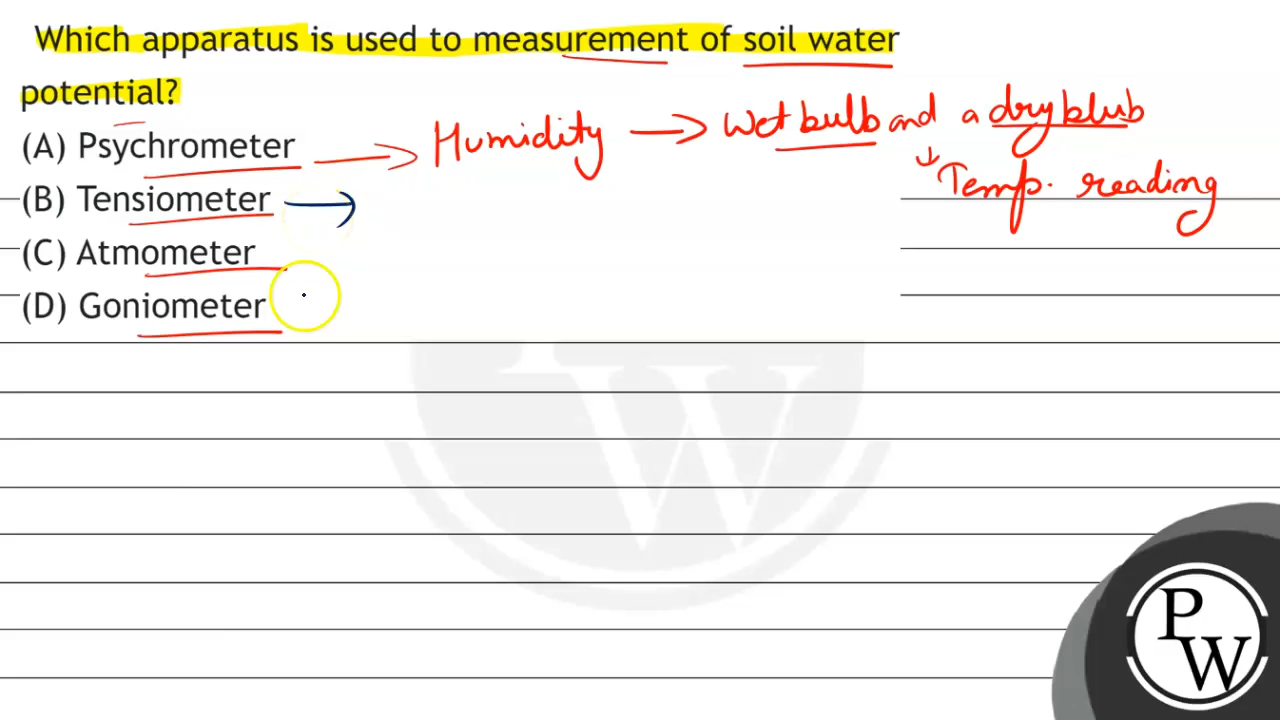 Which apparatus is used to measurement of soil water
potential?
(A) Psychrometer → Humidity → Wet bulb and a dry blub
↓ Temp. reading
(B) Tensiometer →
(C) Atmometer
(D) Goniometer
W
P
W